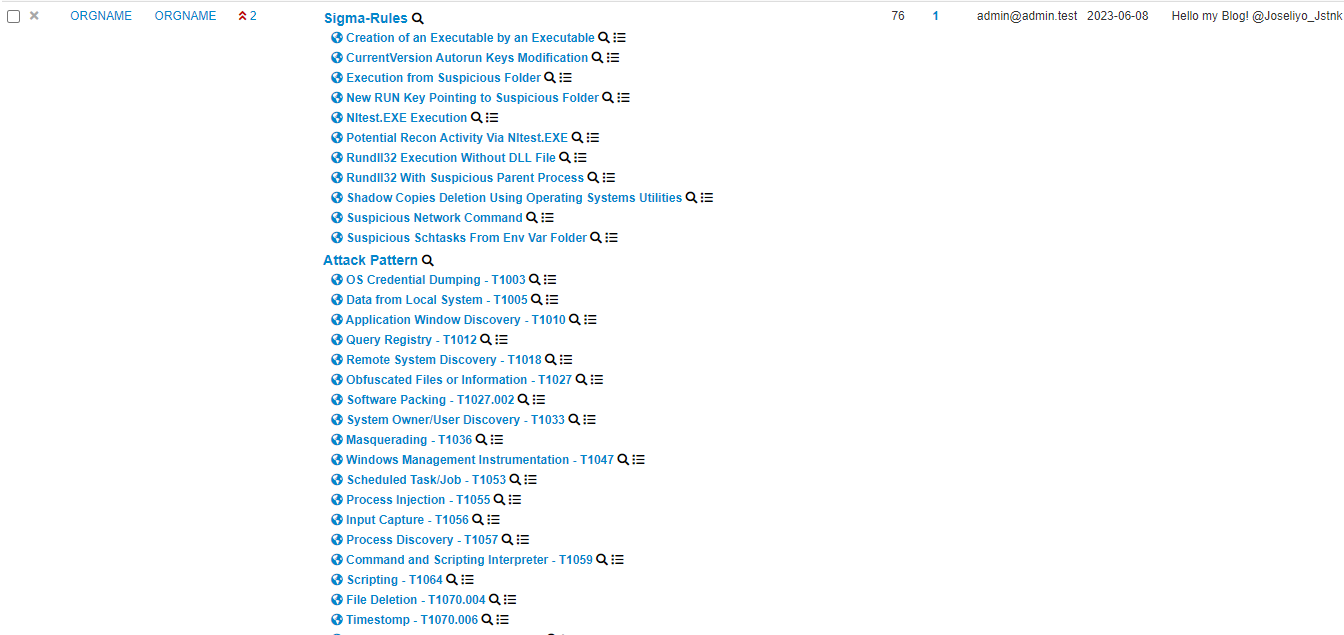 ORGNAME ORGNAME 2 Sigma-Rules 76 1 admin@admin.test 2023-06-08 Hello my Blog! @Joseliyo_Jstnk
Creation of an Executable by an Executable
CurrentVersion Autorun Keys Modification
Execution from Suspicious Folder
New RUN Key Pointing to Suspicious Folder
Nltest.EXE Execution
Potential Recon Activity Via Nltest.EXE
Rundll32 Execution Without DLL File
Rundll32 With Suspicious Parent Process
Shadow Copies Deletion Using Operating Systems Utilities
Suspicious Network Command
Suspicious Schtasks From Env Var Folder
Attack Pattern
OS Credential Dumping - T1003
Data from Local System - T1005
Application Window Discovery - T1010
Query Registry - T1012
Remote System Discovery - T1018
Obfuscated Files or Information - T1027
Software Packing - T1027.002
System Owner/User Discovery - T1033
Masquerading - T1036
Windows Management Instrumentation - T1047
Scheduled Task/Job - T1053
Process Injection - T1055
Input Capture - T1056
Process Discovery - T1057
Command and Scripting Interpreter - T1059
Scripting - T1064
File Deletion - T1070.004
Timestomp - T1070.006